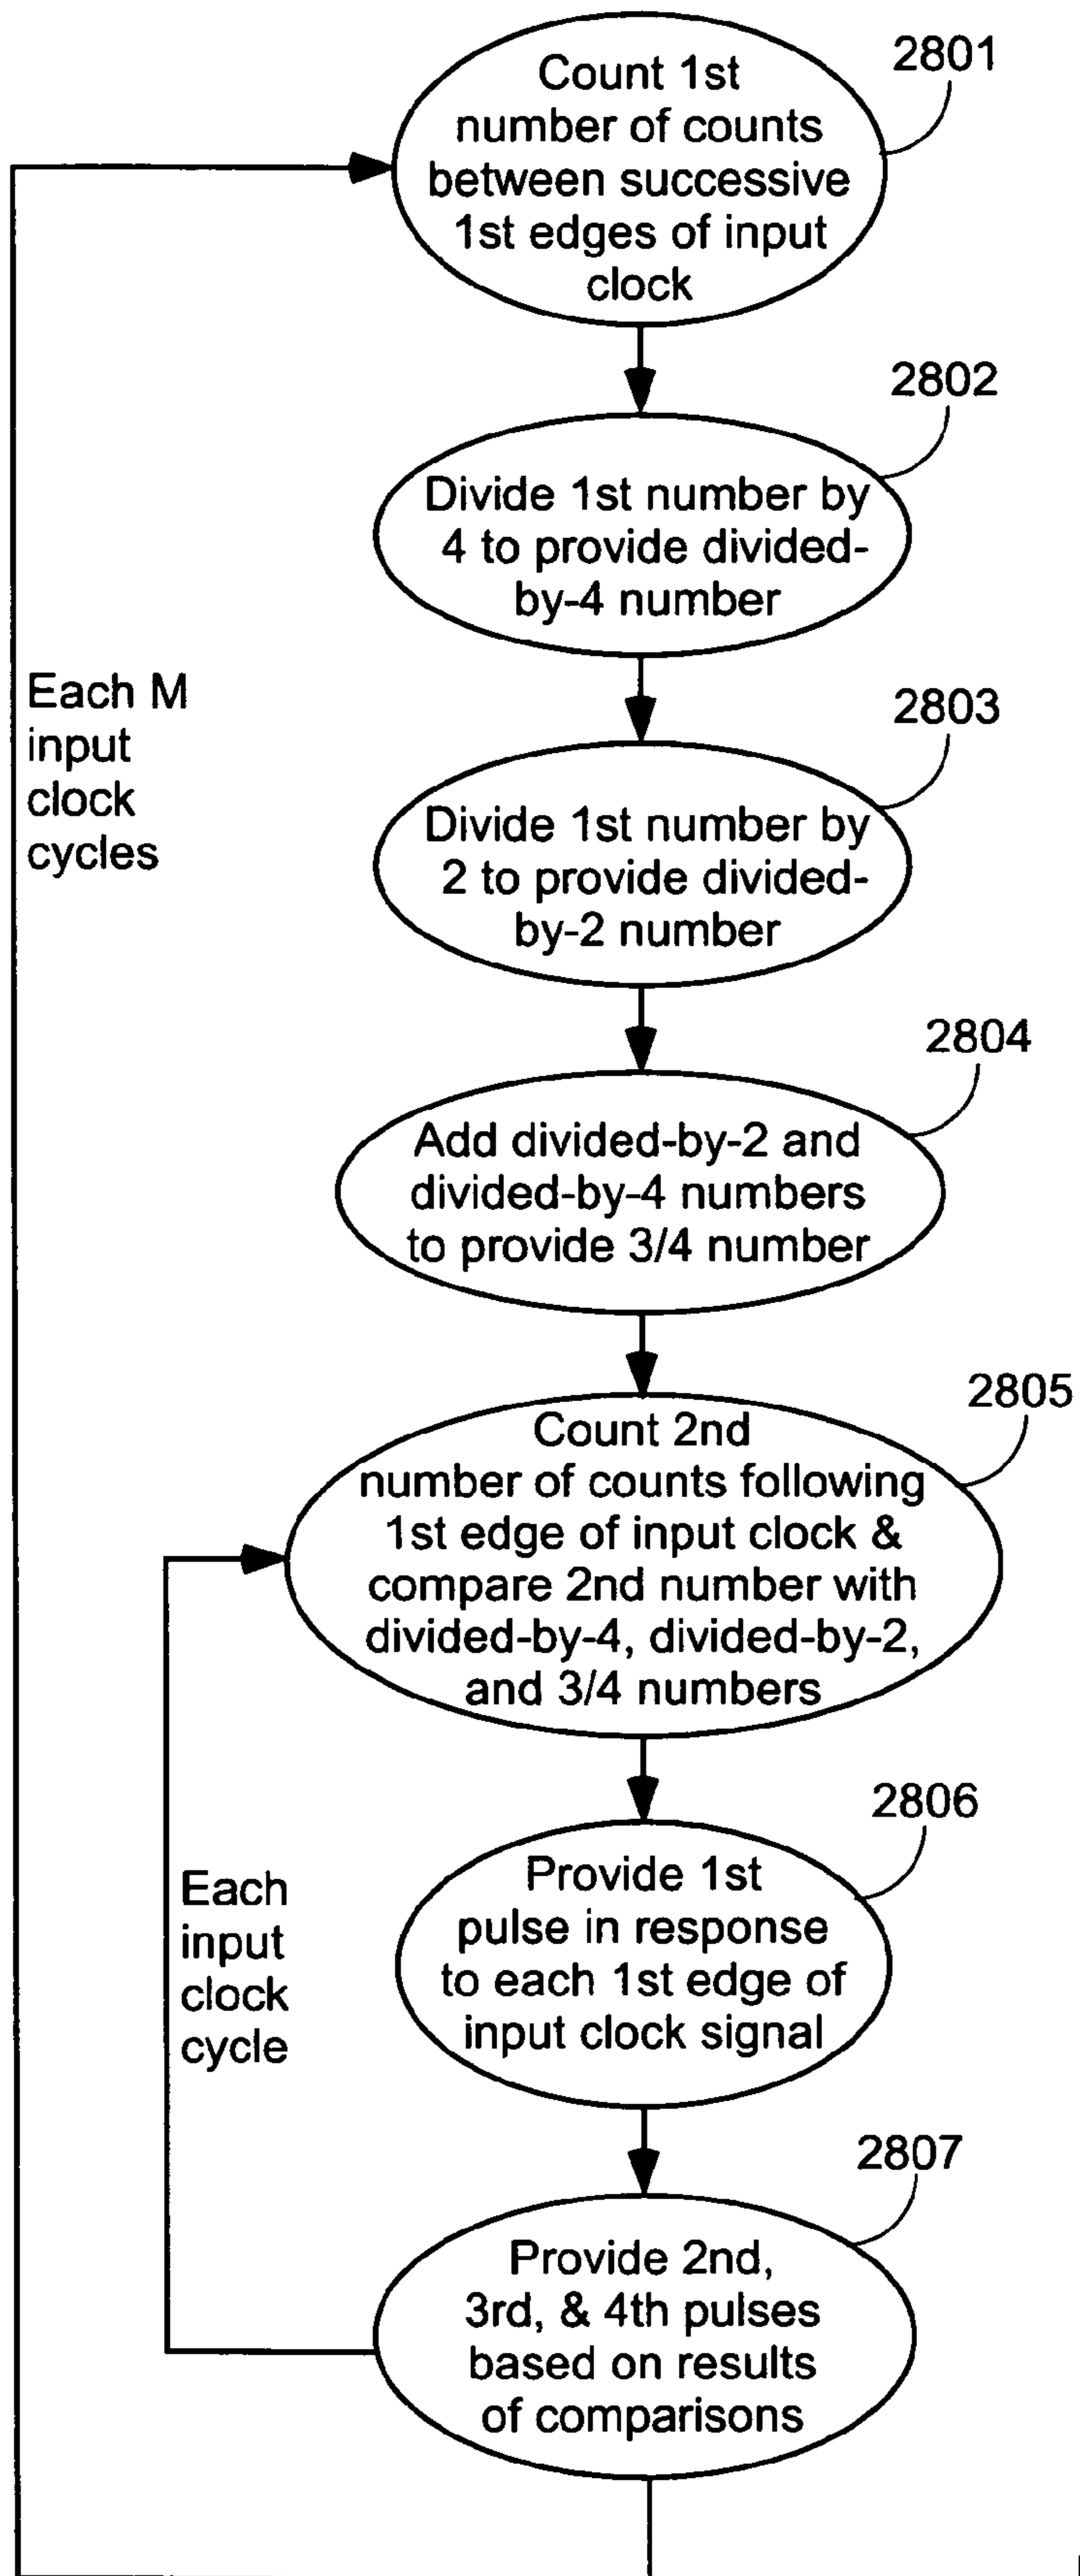 2801
Count 1st
number of counts
between successive
1st edges of input
clock
2802
Divide 1st number by
4 to provide divided-
by-4 number
Each M
input
clock
cycles
2803
Divide 1st number by
2 to provide divided-
by-2 number
2804
Add divided-by-2 and
divided-by-4 numbers
to provide 3/4 number
2805
Count 2nd
number of counts following
1st edge of input clock &
compare 2nd number with
divided-by-4, divided-by-2,
and 3/4 numbers
2806
Provide 1st
pulse in response
to each 1st edge of
input clock signal
Each
input
clock
cycle
2807
Provide 2nd,
3rd, & 4th pulses
based on results
of comparisons